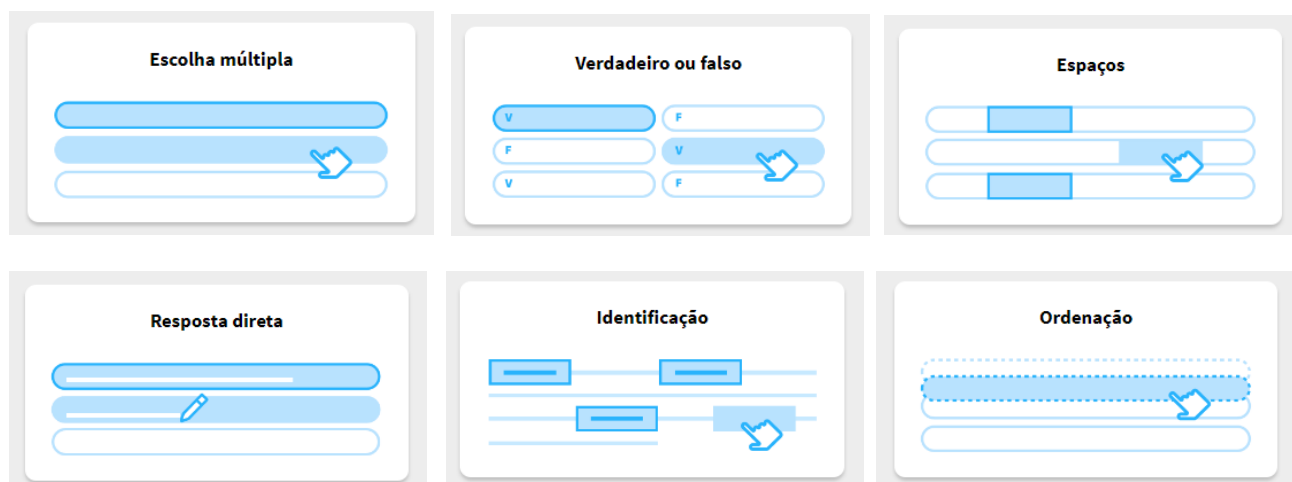 Escolha múltipla
Verdadeiro ou falso
V
F
F
V
V
F
Espaços
Resposta direta
Identificação
Ordenação